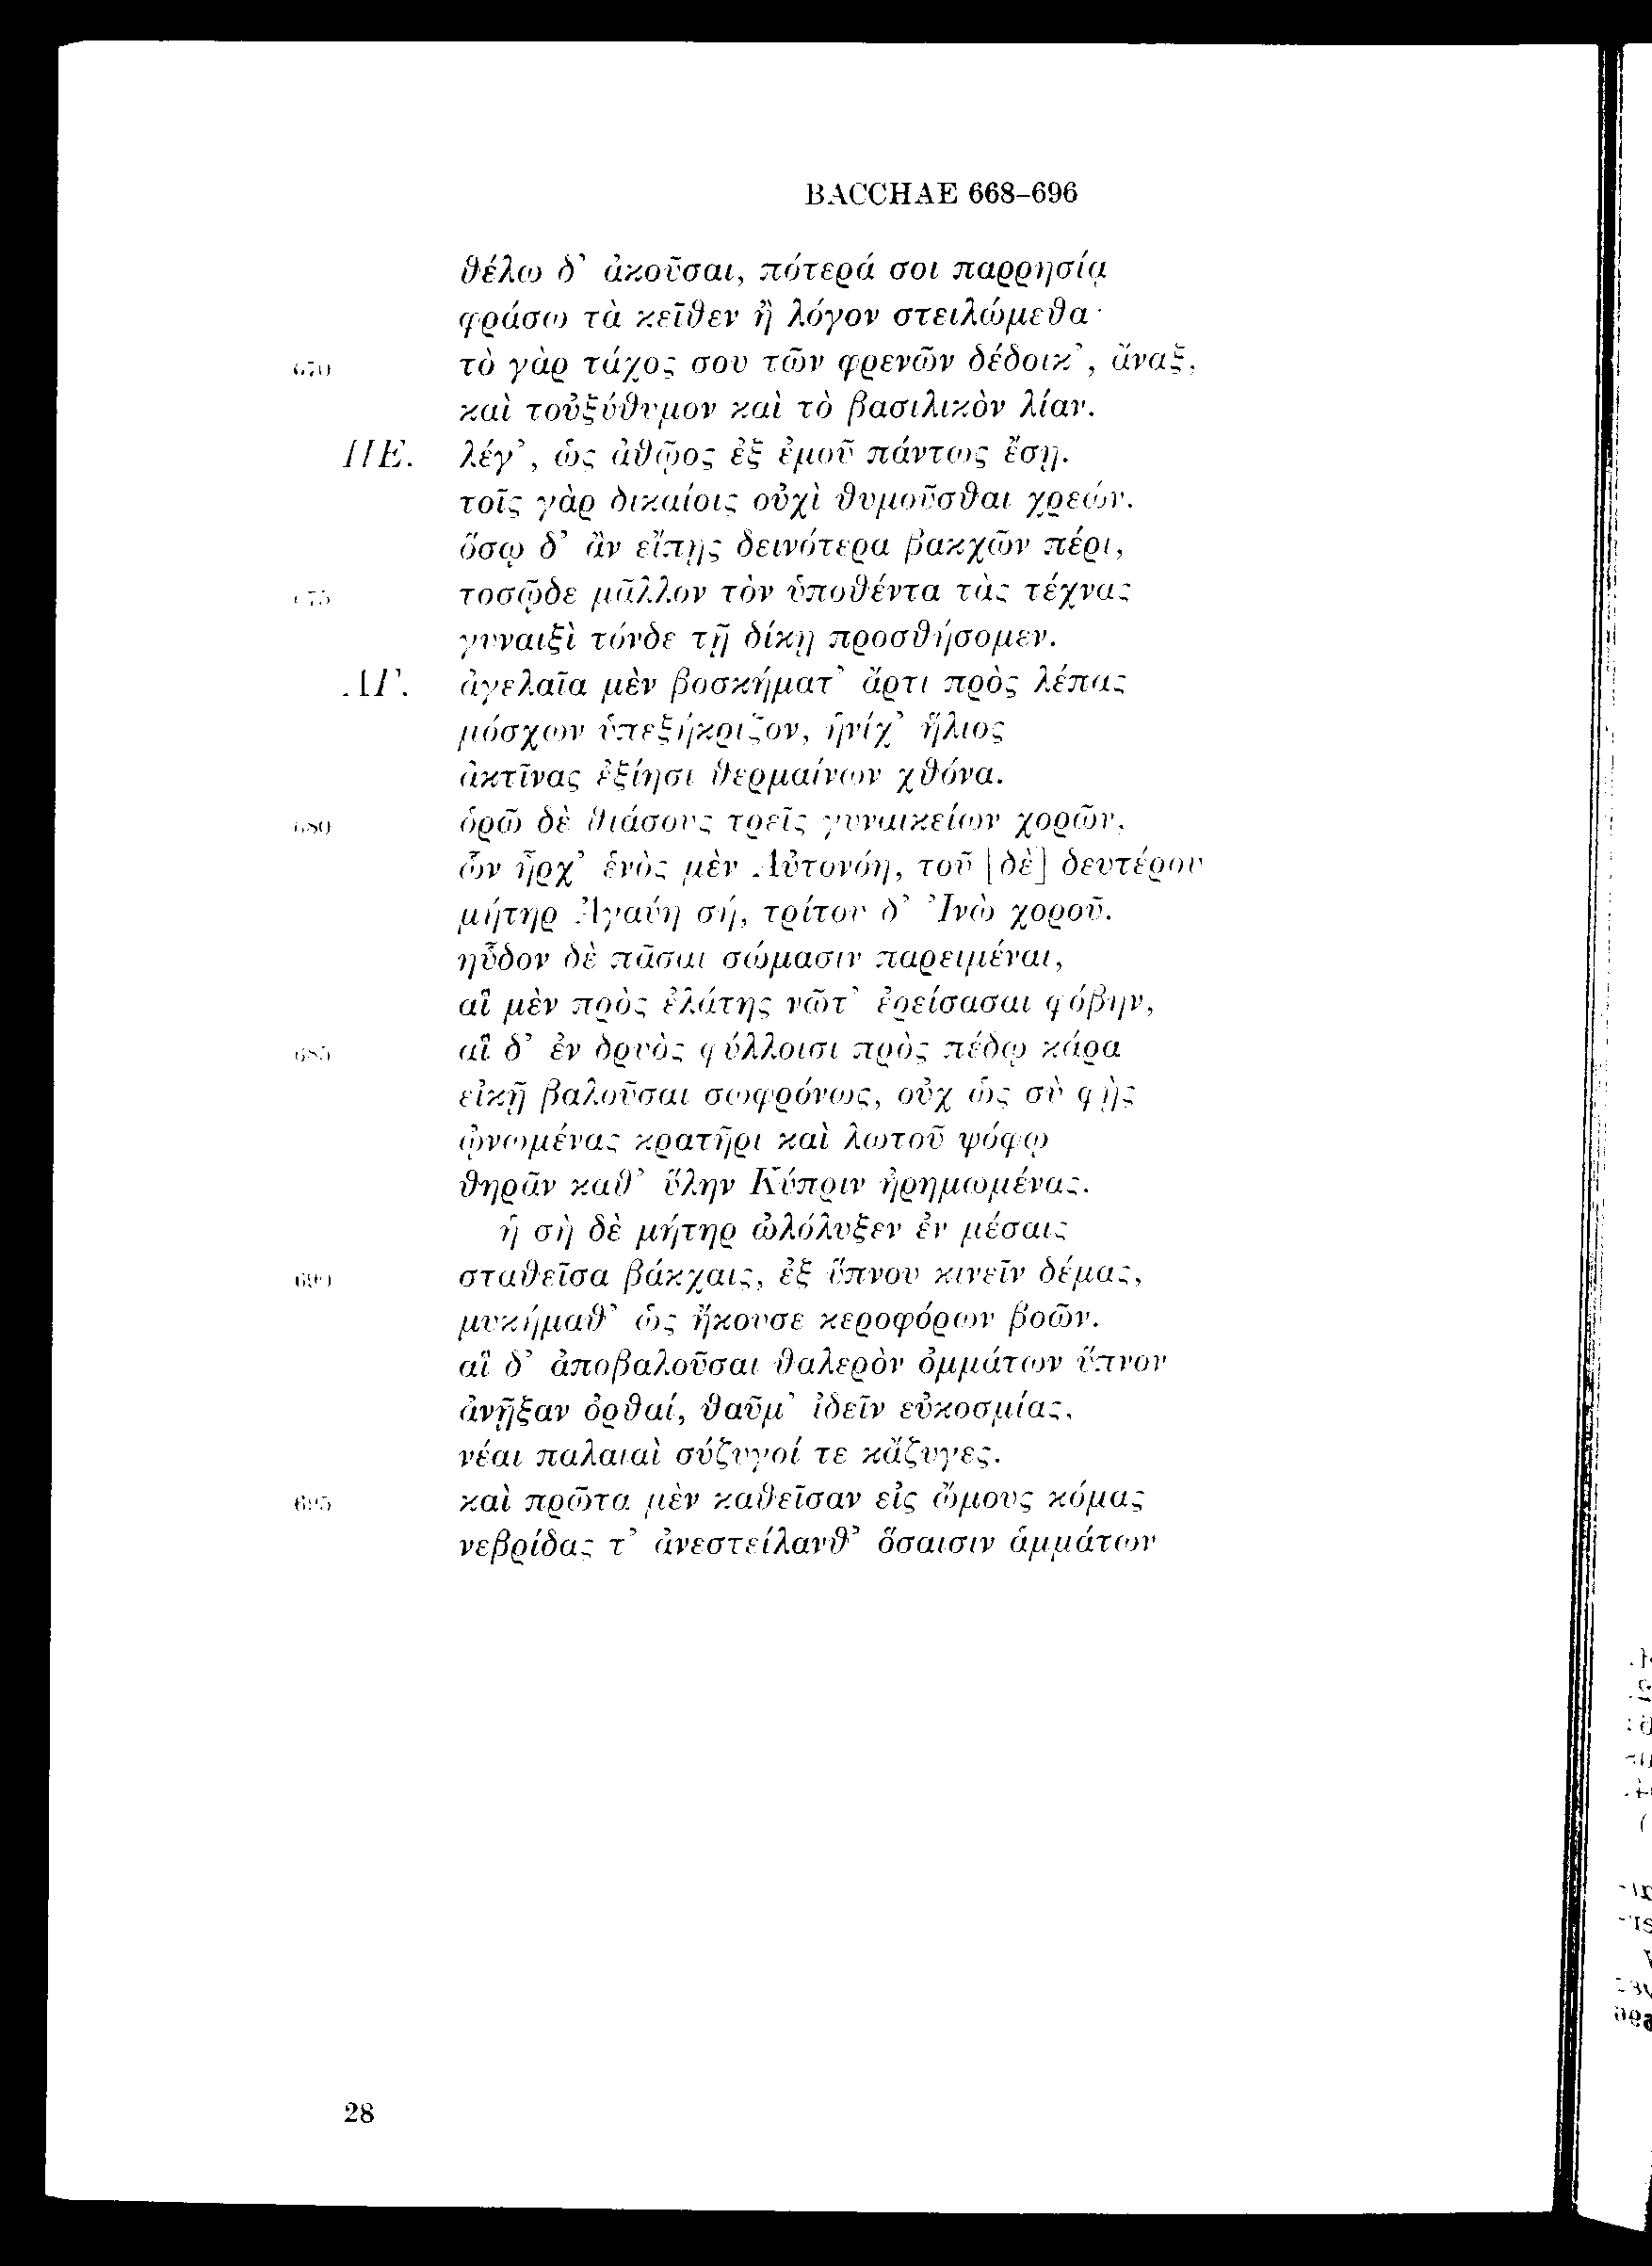 BACCHAE 668–696
θέλω δ’ ἀκοῦσαι, πότερά σοι παρρησίᾳ
φράσω τὰ κεῖθεν ἢ λόγον στειλώμεθα·
670 τὸ γὰρ τάχος σου τῶν φρενῶν δέδοικ’, ἄναξ,
καὶ τοὐξύθυμον καὶ τὸ βασιλικὸν λίαν.
ΠΕ. λέγ’, ὡς ἀθῷος ἐξ ἐμοῦ πάντως ἔσῃ.
τοῖς γὰρ δικαίοις οὐχὶ θυμοῦσθαι χρεών.
ὅσῳ δ’ ἂν εἴπῃς δεινότερα βακχῶν πέρι,
675 τοσῷδε μᾶλλον τὸν ὑποθέντα τὰς τέχνας
γυναιξὶ τόνδε τῇ δίκῃ προσθήσομεν.
ΑΓ. ἀγελαῖα μὲν βοσκήματ’ ἄρτι πρὸς λέπας
μόσχων ὑπεξήκριζον, ἡνίχ’ ἥλιος
ἀκτῖνας ἐξίησι θερμαίνων χθόνα.
680 ὁρῶ δὲ θιάσους τρεῖς γυναικείων χορῶν,
ὧν ἦρχ’ ἑνὸς μὲν Αὐτονόη, τοῦ [δὲ] δευτέρου
μήτηρ Ἀγαύη σή, τρίτου δ’ Ἰνὼ χοροῦ.
ηὗδον δὲ πᾶσαι σώμασιν παρειμέναι,
αἳ μὲν πρὸς ἐλάτης νῶτ’ ἐρείσασαι φόβην,
685 αἳ δ’ ἐν δρυὸς φύλλοισι πρὸς πέδῳ κάρα
εἰκῇ βαλοῦσαι σωφρόνως, οὐχ ὡς σὺ φῂς
ᾠνωμένας κρατῆρι καὶ λωτοῦ ψόφῳ
θηρᾶν καθ’ ὕλην Κύπριν ἠρημωμένας.
ἡ σὴ δὲ μήτηρ ὠλόλυξεν ἐν μέσαις
690 σταθεῖσα βάκχαις, ἐξ ὕπνου κινεῖν δέμας,
μυκήμαθ’ ὡς ἤκουσε κεροφόρων βοῶν.
αἳ δ’ ἀποβαλοῦσαι θαλερὸν ὀμμάτων ὕπνον
ἀνῇξαν ὀρθαί, θαῦμ’ ἰδεῖν εὐκοσμίας,
νέαι παλαιαὶ σύζυγοί τε κἄζυγες.
695 καὶ πρῶτα μὲν καθεῖσαν εἰς ὤμους κόμας
νεβρίδας τ’ ἀνεστείλανθ’ ὅσαισιν ἁμμάτων
28